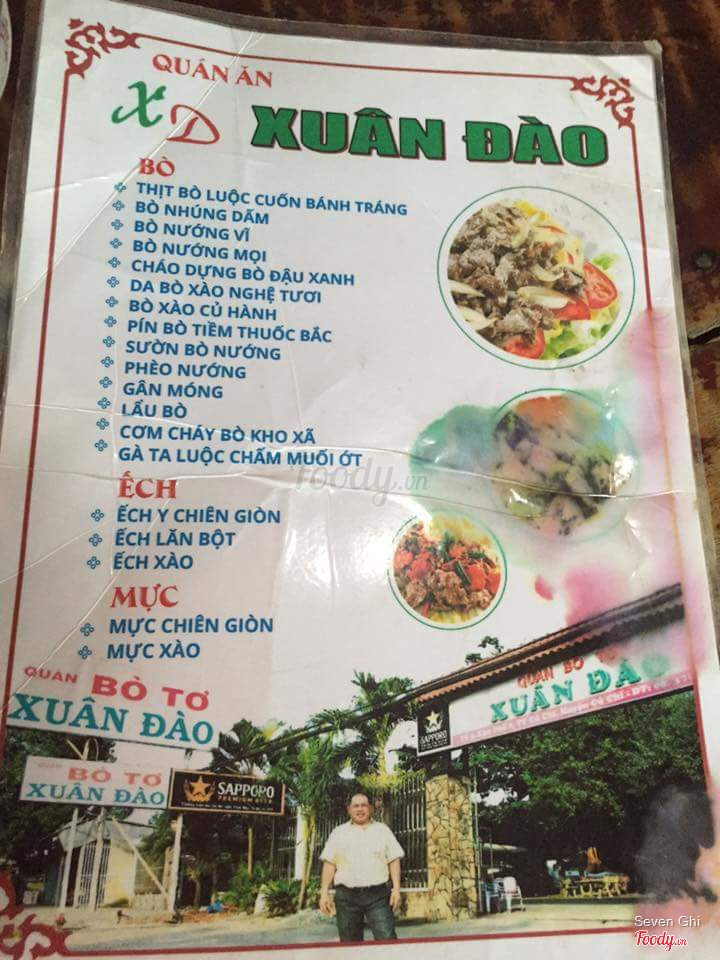 QUÁN ĂN
XD
XUÂN ĐÀO
BÒ
THỊT BÒ LUỘC CUỐN BÁNH TRÁNG
BÒ NHÚNG DẤM
BÒ NƯỚNG VĨ
BÒ NƯỚNG MỌI
CHÁO DỰNG BÒ ĐẬU XANH
DA BÒ XÀO NGHỆ TƯƠI
BÒ XÀO CỦ HÀNH
PÍN BÒ TIỀM THUỐC BẮC
SƯỜN BÒ NƯỚNG
PHÈO NƯỚNG
GÂN MÓNG
LẨU BÒ
CƠM CHÁY BÒ KHO XÃ
GÀ TA LUỘC CHẤM MUỐI ỚT
Foody.vn
ẾCH
ẾCH Y CHIÊN GIÒN
ẾCH LĂN BỘT
ẾCH XÀO
MỰC
MỰC CHIÊN GIÒN
MỰC XÀO
QUÁN BÒ TƠ
XUÂN ĐÀO
QUÁN BÒ
XUÂN ĐÀO
SAPPORO
BÒ TƠ
XUÂN ĐÀO
SAPPORO
PREMIUM BEER
Seven Ghi
Foody.vn